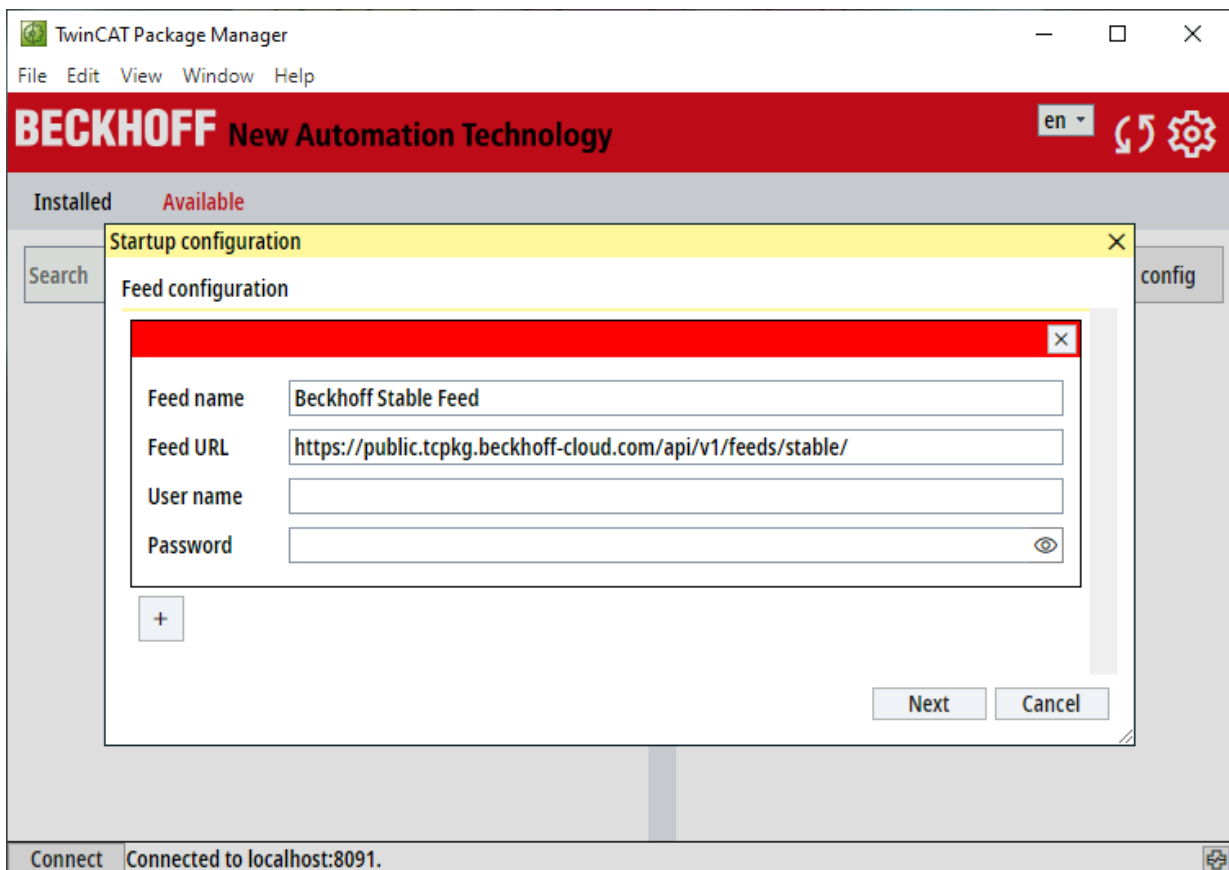 TwinCAT Package Manager
File Edit View Window Help
BECKHOFF New Automation Technology
en
Installed Available
Startup configuration
Search
config
Feed configuration
Feed name Beckhoff Stable Feed
Feed URL https://public.tcpkg.beckhoff-cloud.com/api/v1/feeds/stable/
User name
Password
+
Next Cancel
Connect Connected to localhost:8091.